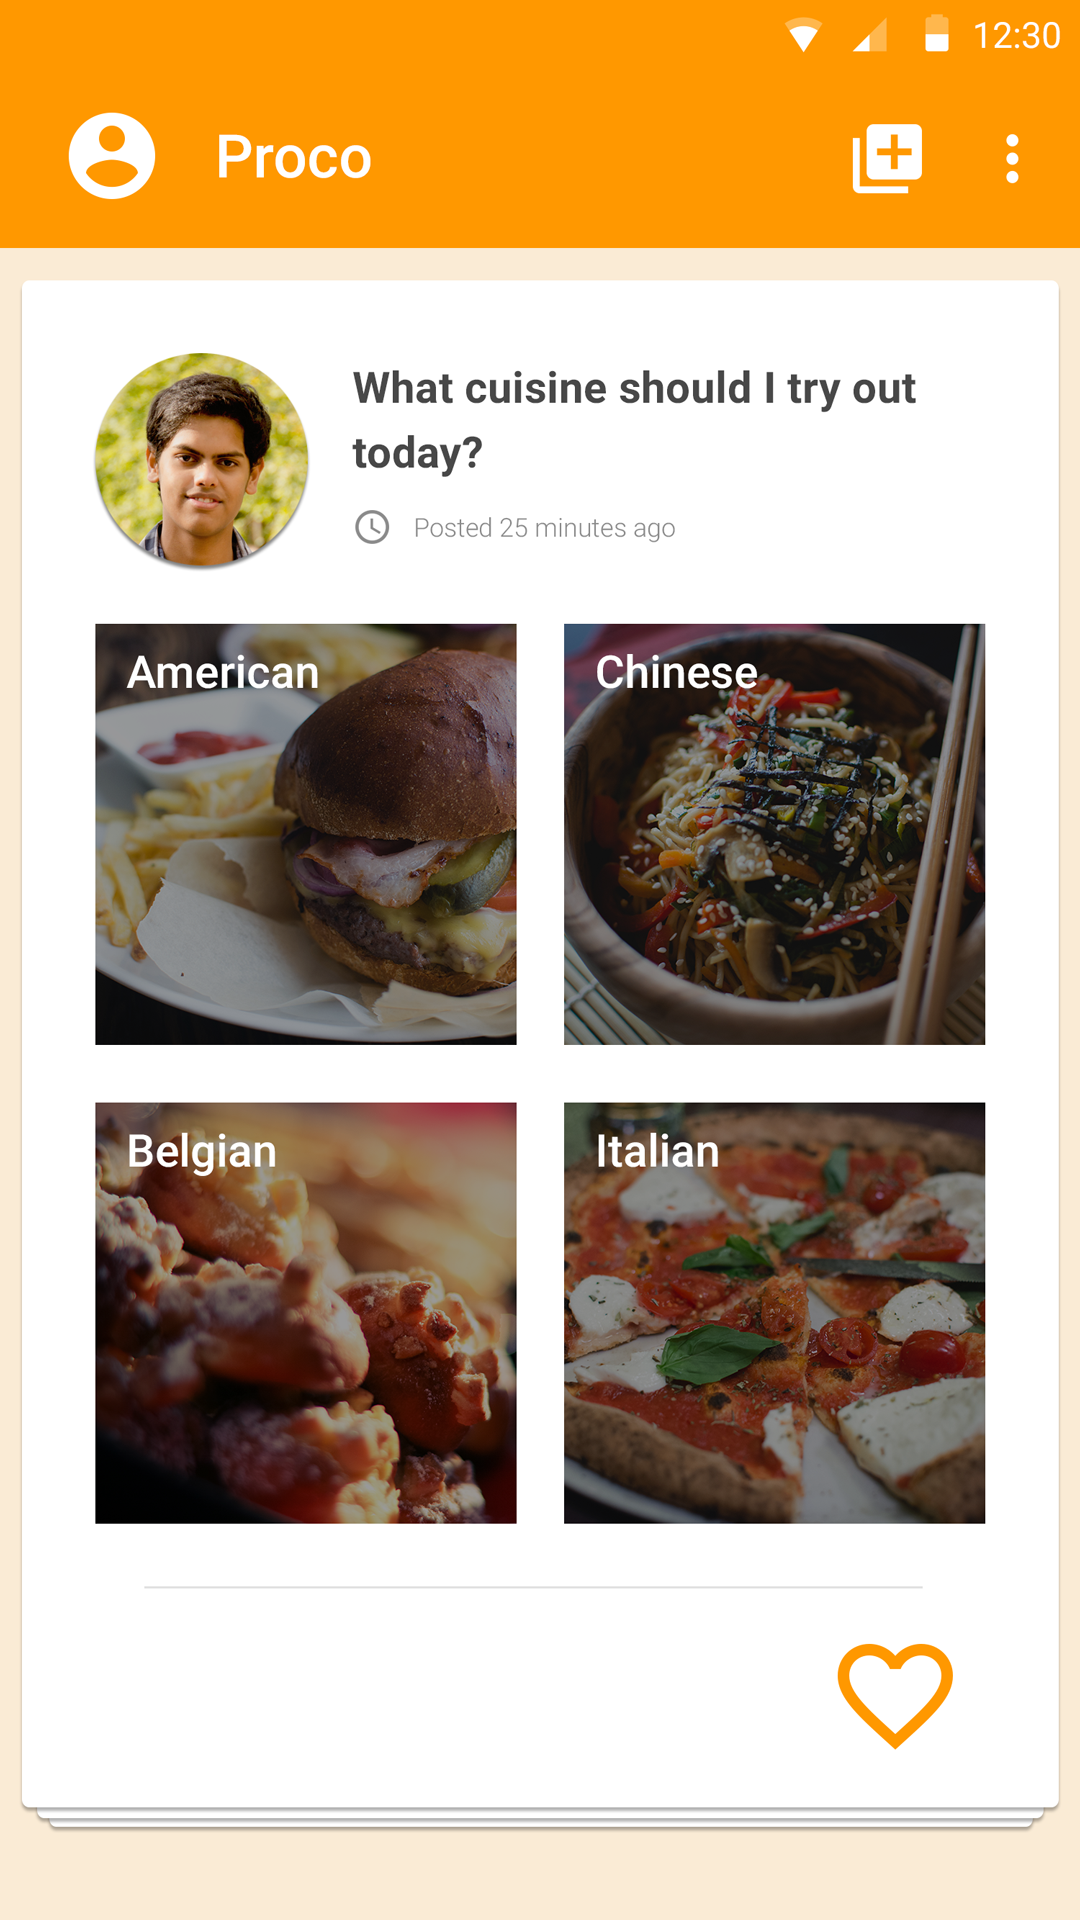 12:30
Proco
What cuisine should I try out
today?
Posted 25 minutes ago
American
Chinese
Belgian
Italian